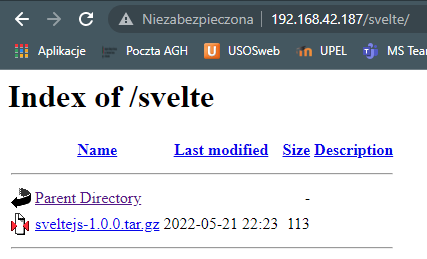 Niezabezpieczona | 192.168.42.187/svelte/
Aplikacje Poczta AGH USOSweb UPEL MS Tea
Index of /svelte
Name Last modified Size Description
Parent Directory -
sveltejs-1.0.0.tar.gz 2022-05-21 22:23 113